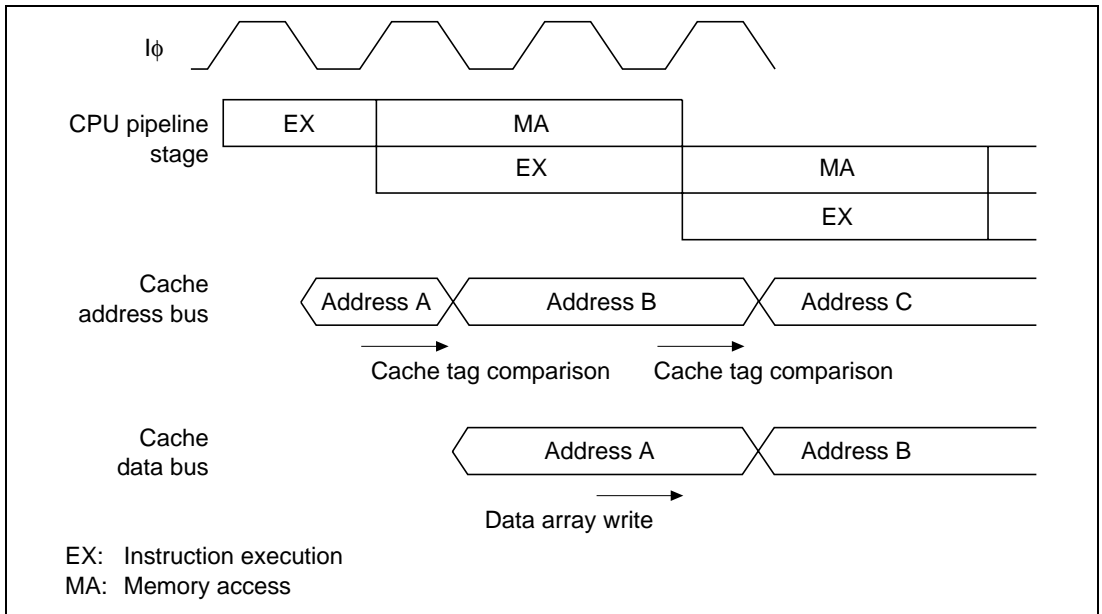 Iϕ
CPU pipeline
stage
EX
MA
EX
MA
EX
Cache
address bus
Address A
Address B
Address C
Cache tag comparison
Cache tag comparison
Cache
data bus
Address A
Address B
Data array write
EX: Instruction execution
MA: Memory access